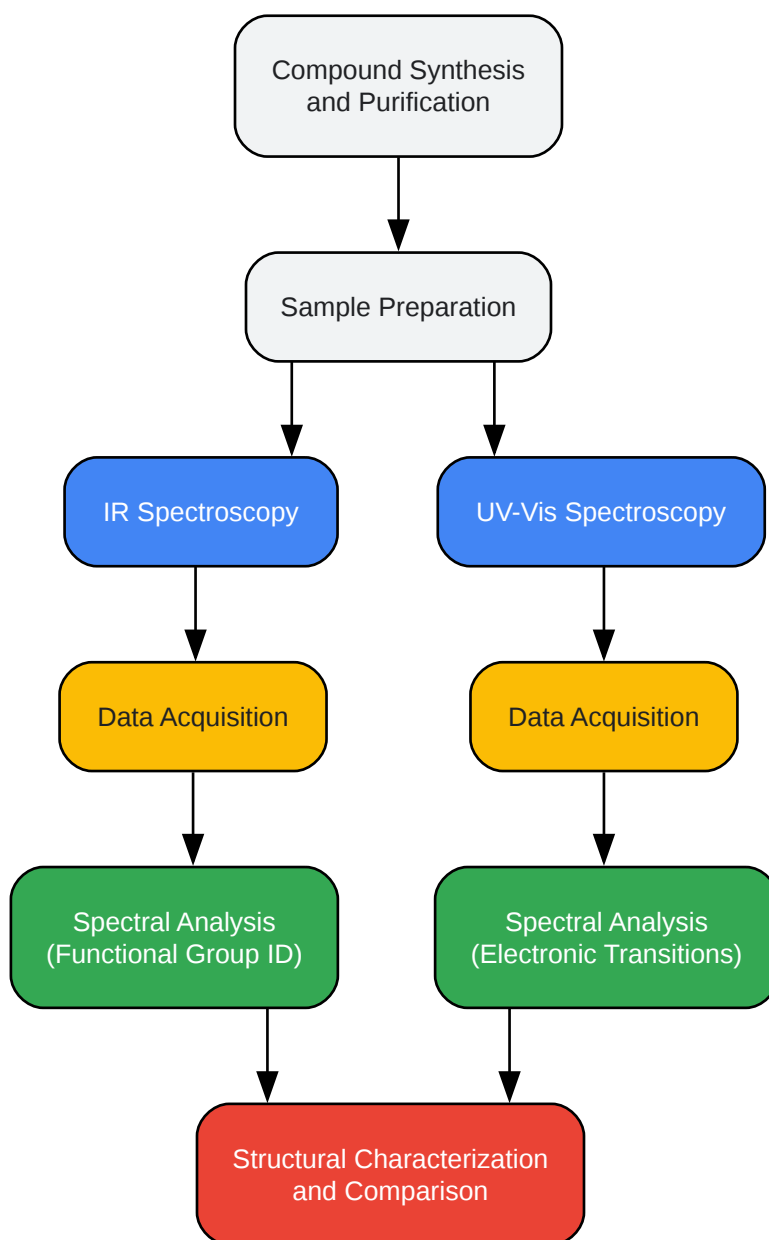 Compound Synthesis
and Purification
Sample Preparation
IR Spectroscopy
UV-Vis Spectroscopy
Data Acquisition
Data Acquisition
Spectral Analysis
(Functional Group ID)
Spectral Analysis
(Electronic Transitions)
Structural Characterization
and Comparison